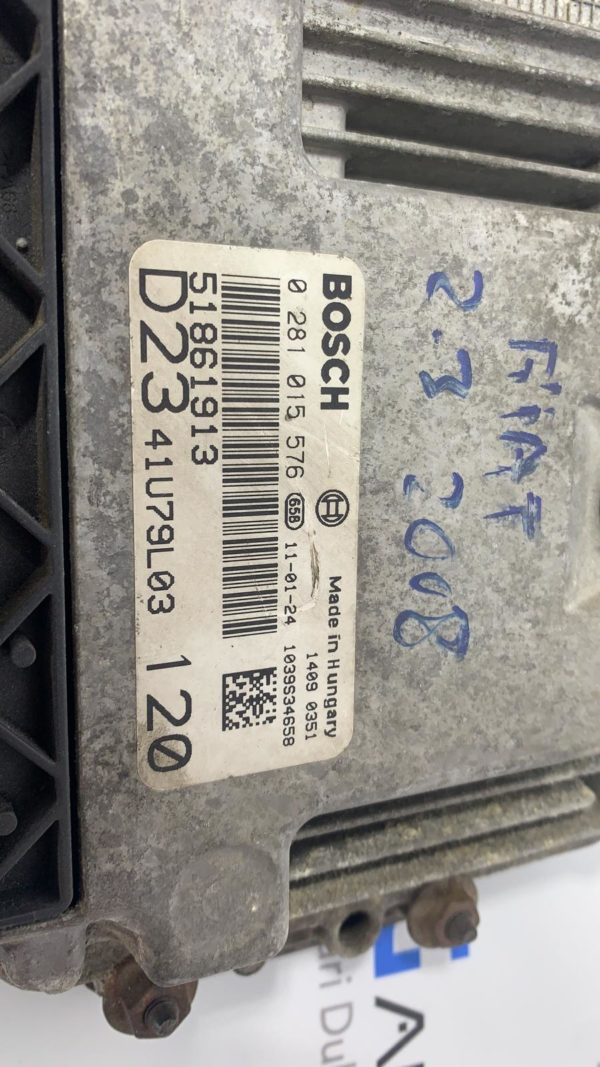 FIAT
2.3 2008
BOSCH
Made in Hungary
1409 0351
0 281 015 576 65B 11-01-24 1039S34658
51861913
D23 41U79L03 120